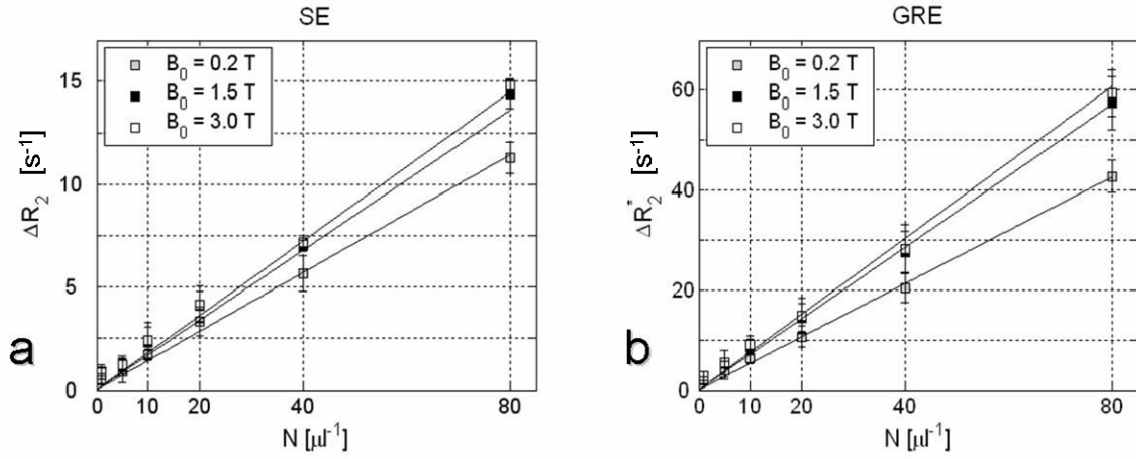 SE
B0 = 0.2 T
B0 = 1.5 T
B0 = 3.0 T
15
10
5
0
ΔR2 [s-1]
0 10 20 40 80
N [µl-1]
a
GRE
B0 = 0.2 T
B0 = 1.5 T
B0 = 3.0 T
60
40
20
0
ΔR2* [s-1]
0 10 20 40 80
N [µl-1]
b